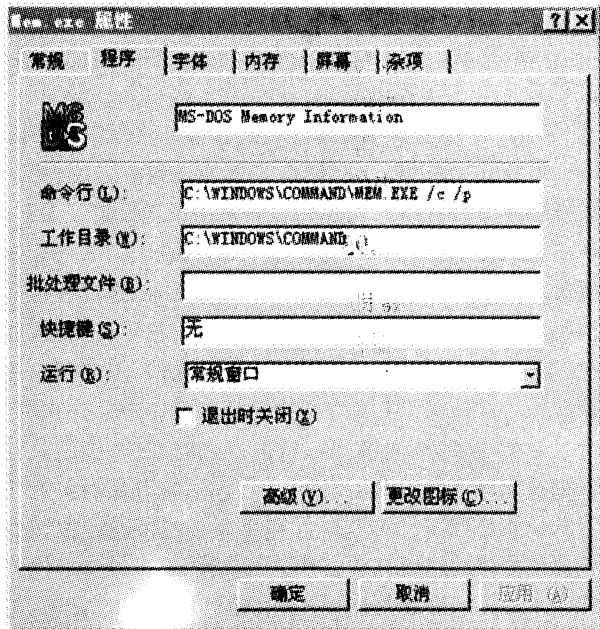 Mem.exe 属性
常规 程序 字体 内存 屏幕 杂项
MS DOS
MS-DOS Memory Information
命令行(L): C:\WINDOWS\COMMAND\MEM.EXE /c /p
工作目录(W): C:\WINDOWS\COMMAND
批处理文件(B):
快捷键(S): 无
运行(R): 常规窗口
退出时关闭(X)
高级(V)... 更改图标(C)...
确定 取消 应用 (A)